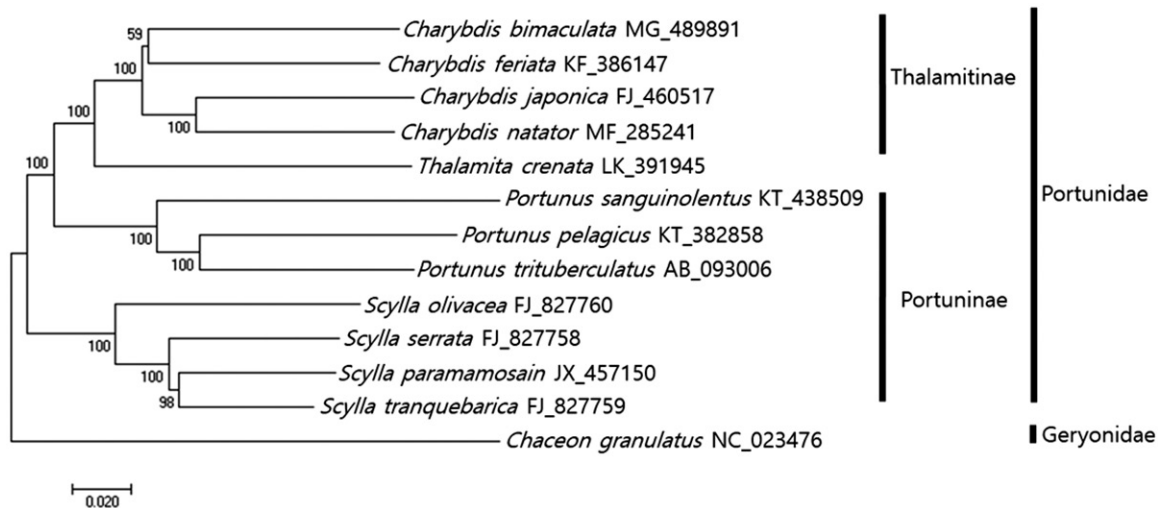 59
Charybdis bimaculata MG_489891
100
Charybdis feriata KF_386147
Thalamitinae
100
Charybdis japonica FJ_460517
100
Charybdis natator MF_285241
100
Thalamita crenata LK_391945
Portunus sanguinolentus KT_438509
Portunidae
100
Portunus pelagicus KT_382858
100
Portunus trituberculatus AB_093006
Scylla olivacea FJ_827760
Portuninae
100
Scylla serrata FJ_827758
100
Scylla paramamosain JX_457150
98
Scylla tranquebarica FJ_827759
Chaceon granulatus NC_023476
Geryonidae
0.020